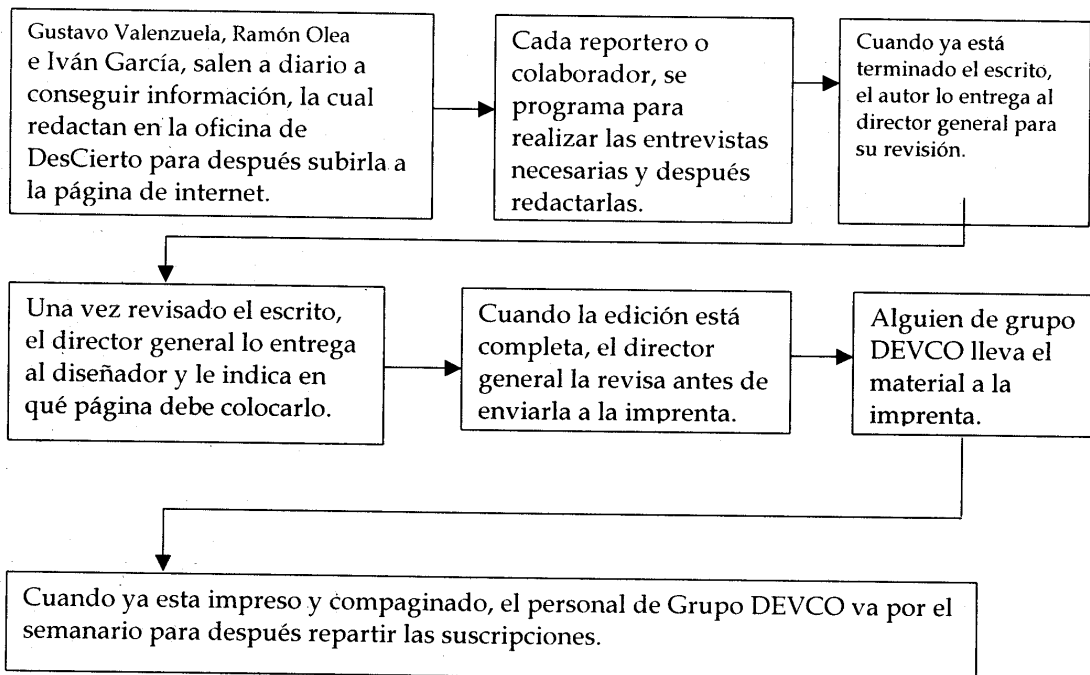 Gustavo Valenzuela, Ramón Olea
e Iván García, salen a diario a
conseguir información, la cual
redactan en la oficina de
DesCierto para después subirla a
la página de internet.
Cada reportero o
colaborador, se
programa para
realizar las entrevistas
necesarias y después
redactarlas.
Cuando ya está
terminado el escrito,
el autor lo entrega al
director general para
su revisión.
Una vez revisado el escrito,
el director general lo entrega
al diseñador y le indica en
qué página debe colocarlo.
Cuando la edición está
completa, el director
general la revisa antes de
enviarla a la imprenta.
Alguien de grupo
DEVCO lleva el
material a la
imprenta.
Cuando ya esta impreso y compaginado, el personal de Grupo DEVCO va por el
semanario para después repartir las suscripciones.